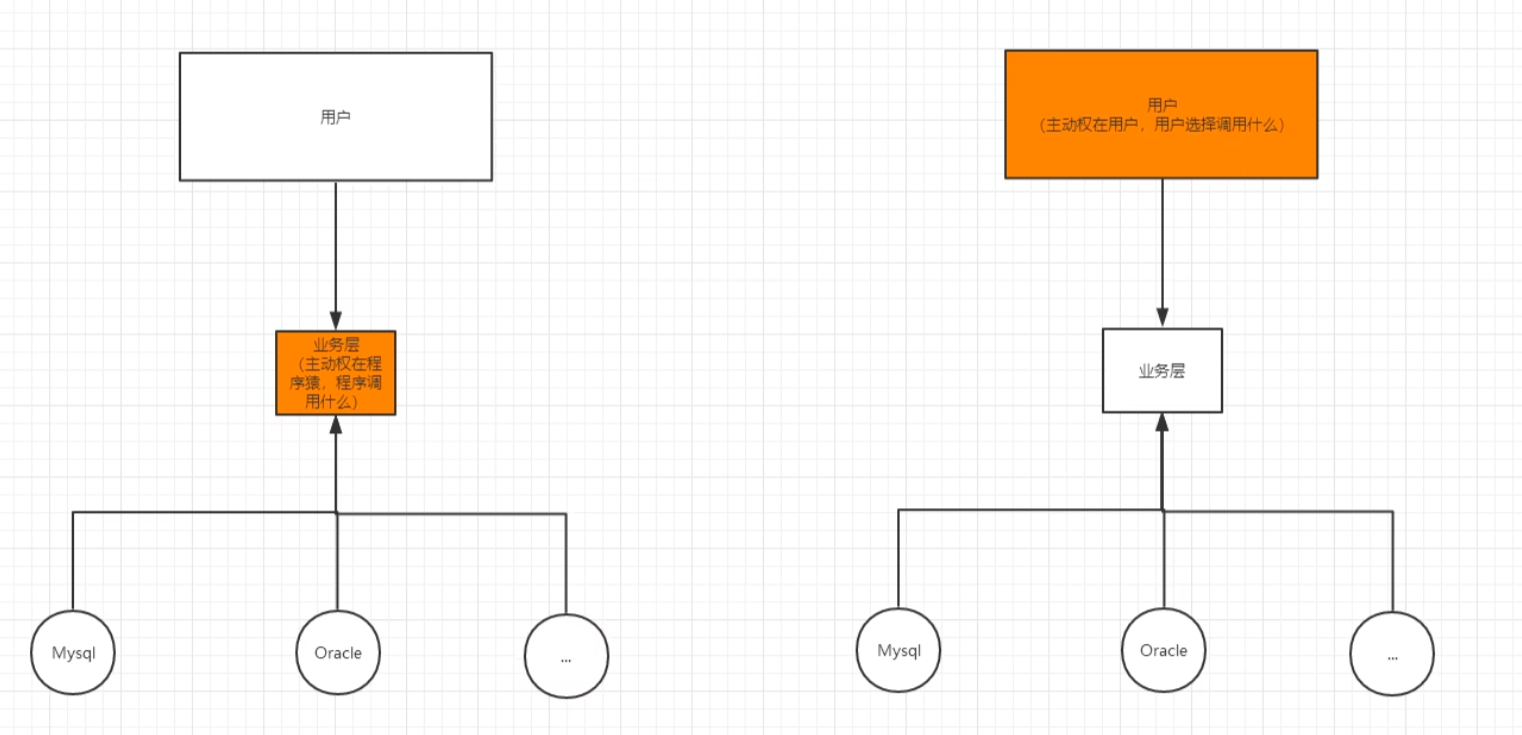 用户
业务层
（主动权在程
序猿，程序调
用什么）
Mysql
Oracle
...
用户
（主动权在用户，用户选择调用什么）
业务层
Mysql
Oracle
...